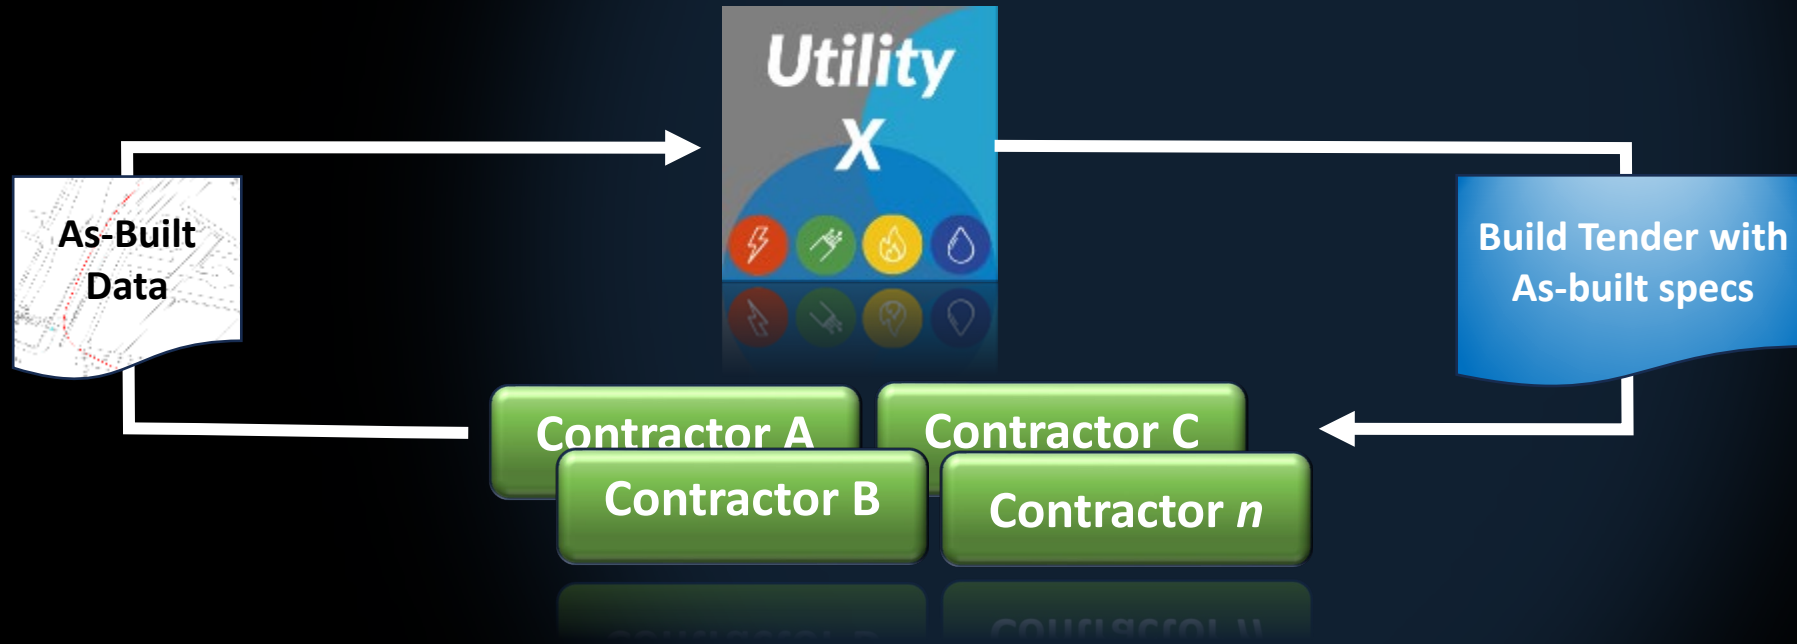 Utility
X
As-Built
Data
Build Tender with
As-built specs
Contractor A
Contractor C
Contractor B
Contractor n